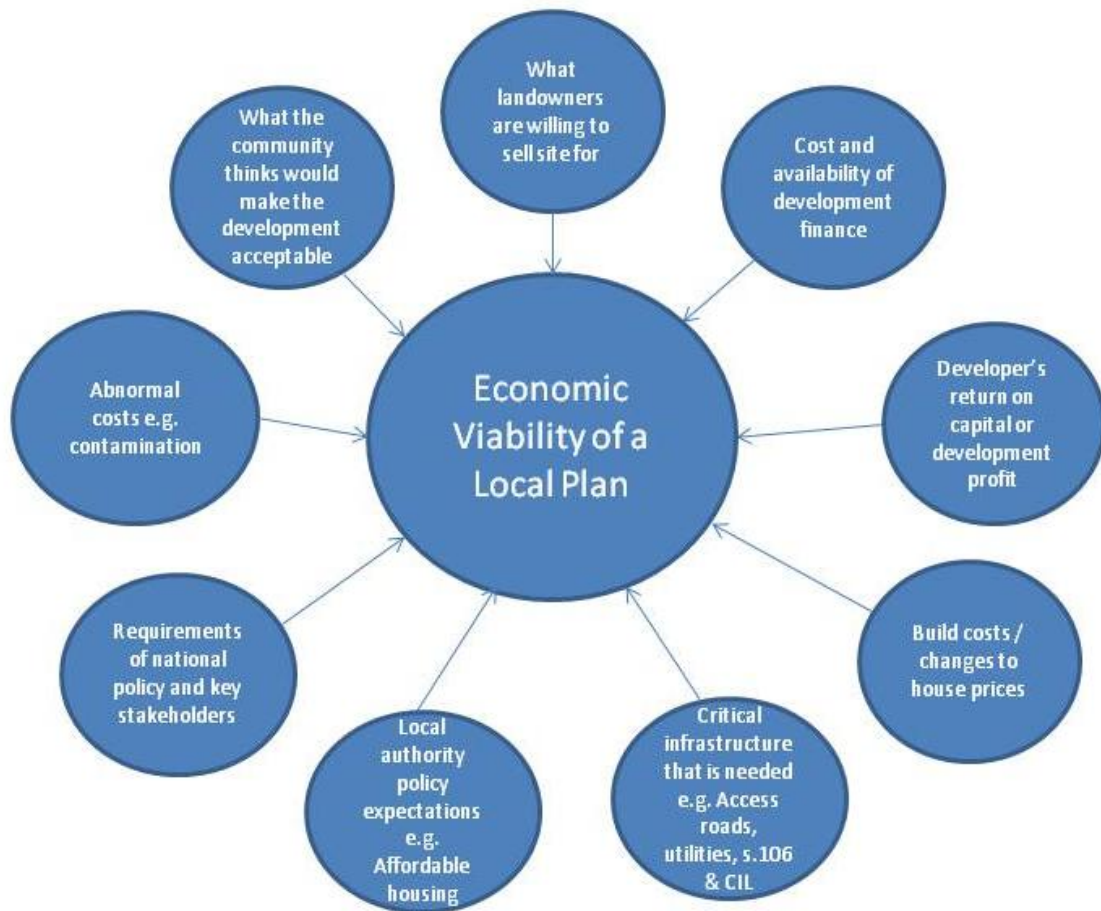 What
landowners
are willing to
sell site for
Cost and
availability of
development
finance
Developer's
return on
capital or
development
profit
Build costs /
changes to
house prices
Critical
infrastructure
that is needed
e.g. Access
roads,
utilities, s.106
& CIL
Local
authority
policy
expectations
e.g.
Affordable
housing
Requirements
of national
policy and key
stakeholders
Abnormal
costs e.g.
contamination
What the
community
thinks would
make the
development
acceptable
Economic
Viability of a
Local Plan